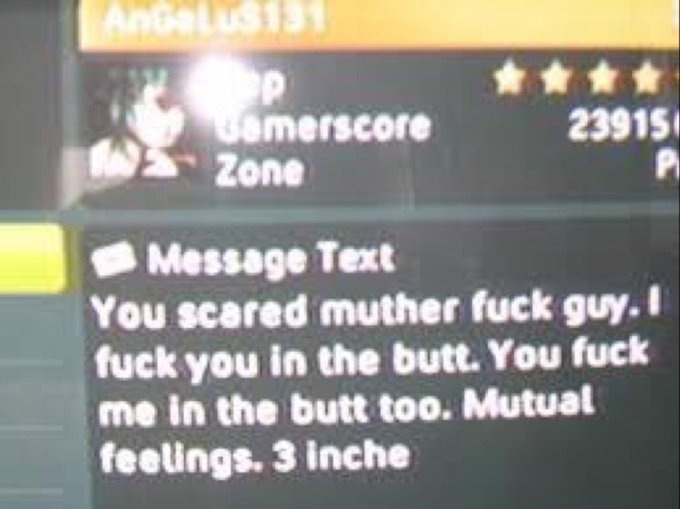 AnGeLuS131
Gamerscore 23915
Zone
Message Text
You scared muther fuck guy. I
fuck you in the butt. You fuck
me in the butt too. Mutual
feelings. 3 inche